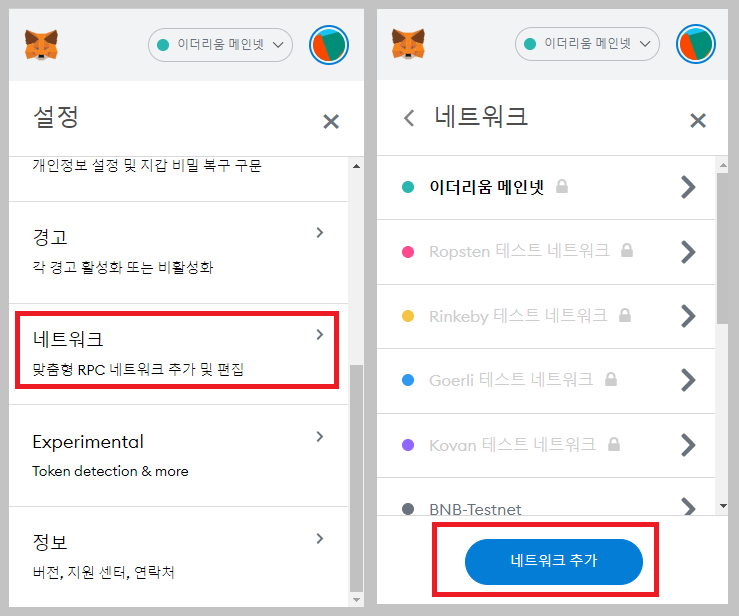 이더리움 메인넷
설정
개인정보 설정 및 지갑 비밀 복구 구문
경고
각 경고 활성화 또는 비활성화
네트워크
맞춤형 RPC 네트워크 추가 및 편집
Experimental
Token detection & more
정보
버전, 지원 센터, 연락처
이더리움 메인넷
네트워크
이더리움 메인넷
Ropsten 테스트 네트워크
Rinkeby 테스트 네트워크
Goerli 테스트 네트워크
Kovan 테스트 네트워크
BNB-Testnet
네트워크 추가